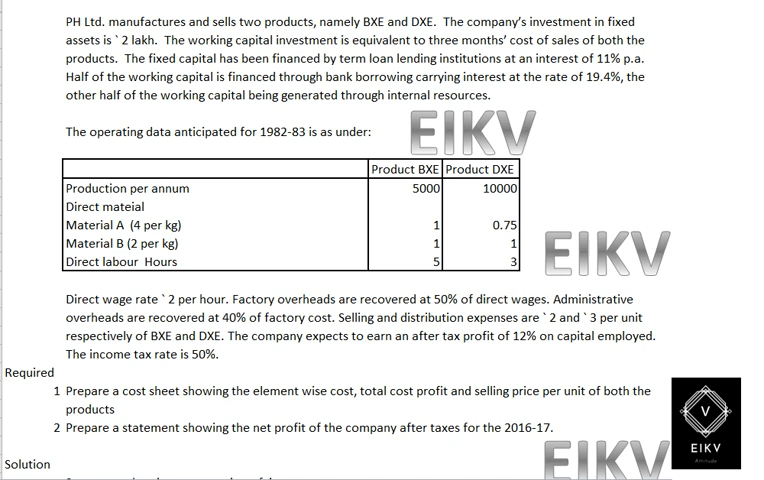 PH Ltd. manufactures and sells two products, namely BXE and DXE. The company's investment in fixed
assets is ` 2 lakh. The working capital investment is equivalent to three months' cost of sales of both the
products. The fixed capital has been financed by term loan lending institutions at an interest of 11% p.a.
Half of the working capital is financed through bank borrowing carrying interest at the rate of 19.4%, the
other half of the working capital being generated through internal resources.
EIKV
The operating data anticipated for 1982-83 is as under:
Product BXE Product DXE
Production per annum 5000 10000
Direct mateial
Material A (4 per kg) 1 0.75
Material B (2 per kg) 1 1
Direct labour Hours 5 3
EIKV
Direct wage rate ` 2 per hour. Factory overheads are recovered at 50% of direct wages. Administrative
overheads are recovered at 40% of factory cost. Selling and distribution expenses are ` 2 and ` 3 per unit
respectively of BXE and DXE. The company expects to earn an after tax profit of 12% on capital employed.
The income tax rate is 50%.
Required
1 Prepare a cost sheet showing the element wise cost, total cost profit and selling price per unit of both the
products
2 Prepare a statement showing the net profit of the company after taxes for the 2016-17.
V
EIKV
Attitude
EIKV
Solution